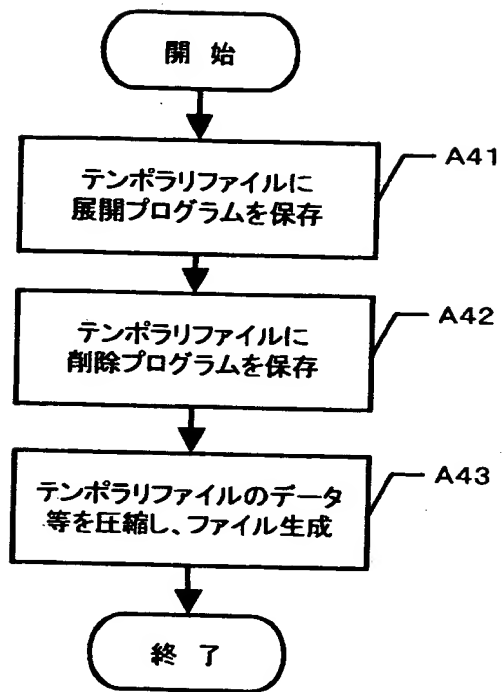 開始
テンポラリファイルに
展開プログラムを保存
A41
テンポラリファイルに
削除プログラムを保存
A42
テンポラリファイルのデータ
等を圧縮し、ファイル生成
A43
終了